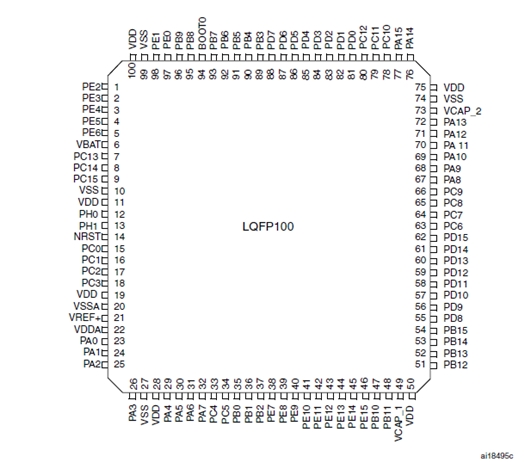 VDD VSS PE1 PE0 PB9 PB8 BOOT0 PB7 PB6 PB5 PB4 PB3 PD7 PD6 PD5 PD4 PD3 PD2 PD1 PD0 PC12 PC11 PC10 PA15 PA14
100 99 98 97 96 95 94 93 92 91 90 89 88 87 86 85 84 83 82 81 80 79 78 77 76
PE2 1 75 VDD
PE3 2 74 VSS
PE4 3 73 VCAP_2
PE5 4 72 PA13
PE6 5 71 PA12
VBAT 6 70 PA 11
PC13 7 69 PA10
PC14 8 68 PA9
PC15 9 67 PA8
VSS 10 66 PC9
VDD 11 65 PC8
PH0 12 64 PC7
PH1 13 63 PC6
LQFP100
NRST 14 62 PD15
PC0 15 61 PD14
PC1 16 60 PD13
PC2 17 59 PD12
PC3 18 58 PD11
VDD 19 57 PD10
VSSA 20 56 PD9
VREF+ 21 55 PD8
VDDA 22 54 PB15
PA0 23 53 PB14
PA1 24 52 PB13
PA2 25 51 PB12
26 27 28 29 30 31 32 33 34 35 36 37 38 39 40 41 42 43 44 45 46 47 48 49 50
PA3 VSS VDD PA4 PA5 PA6 PA7 PC4 PC5 PB0 PB1 PB2 PE7 PE8 PE9 PE10 PE11 PE12 PE13 PE14 PE15 PB10 PB11 VCAP_1 VDD
ai18495c